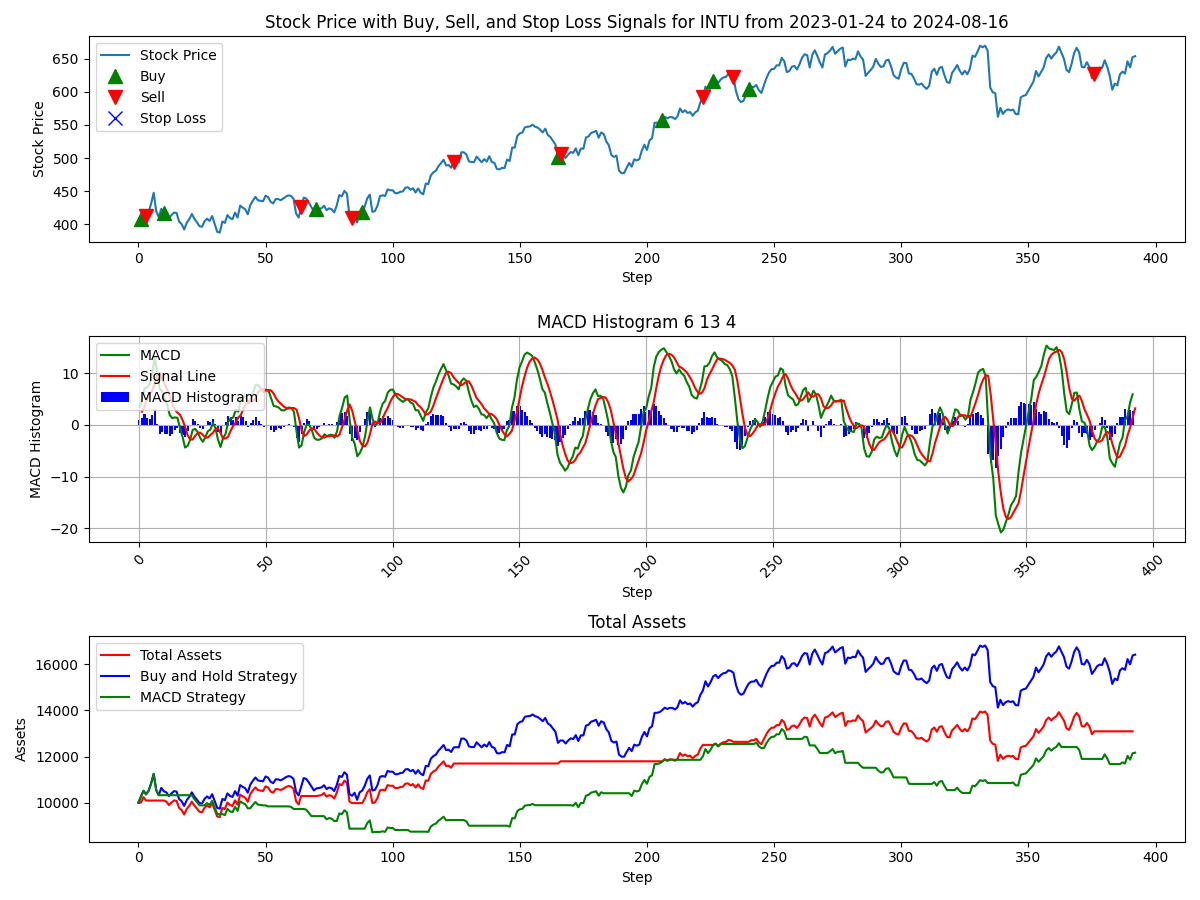 Stock Price with Buy, Sell, and Stop Loss Signals for INTU from 2023-01-24 to 2024-08-16
Stock Price
650
600
550
500
450
400
Stock Price
Buy
Sell
Stop Loss
0 50 100 150 200 250 300 350 400
Step
MACD Histogram 6 13 4
MACD Histogram
10
0
−10
−20
MACD
Signal Line
MACD Histogram
0 50 100 150 200 250 300 350 400
Step
Total Assets
Assets
16000
14000
12000
10000
Total Assets
Buy and Hold Strategy
MACD Strategy
0 50 100 150 200 250 300 350 400
Step